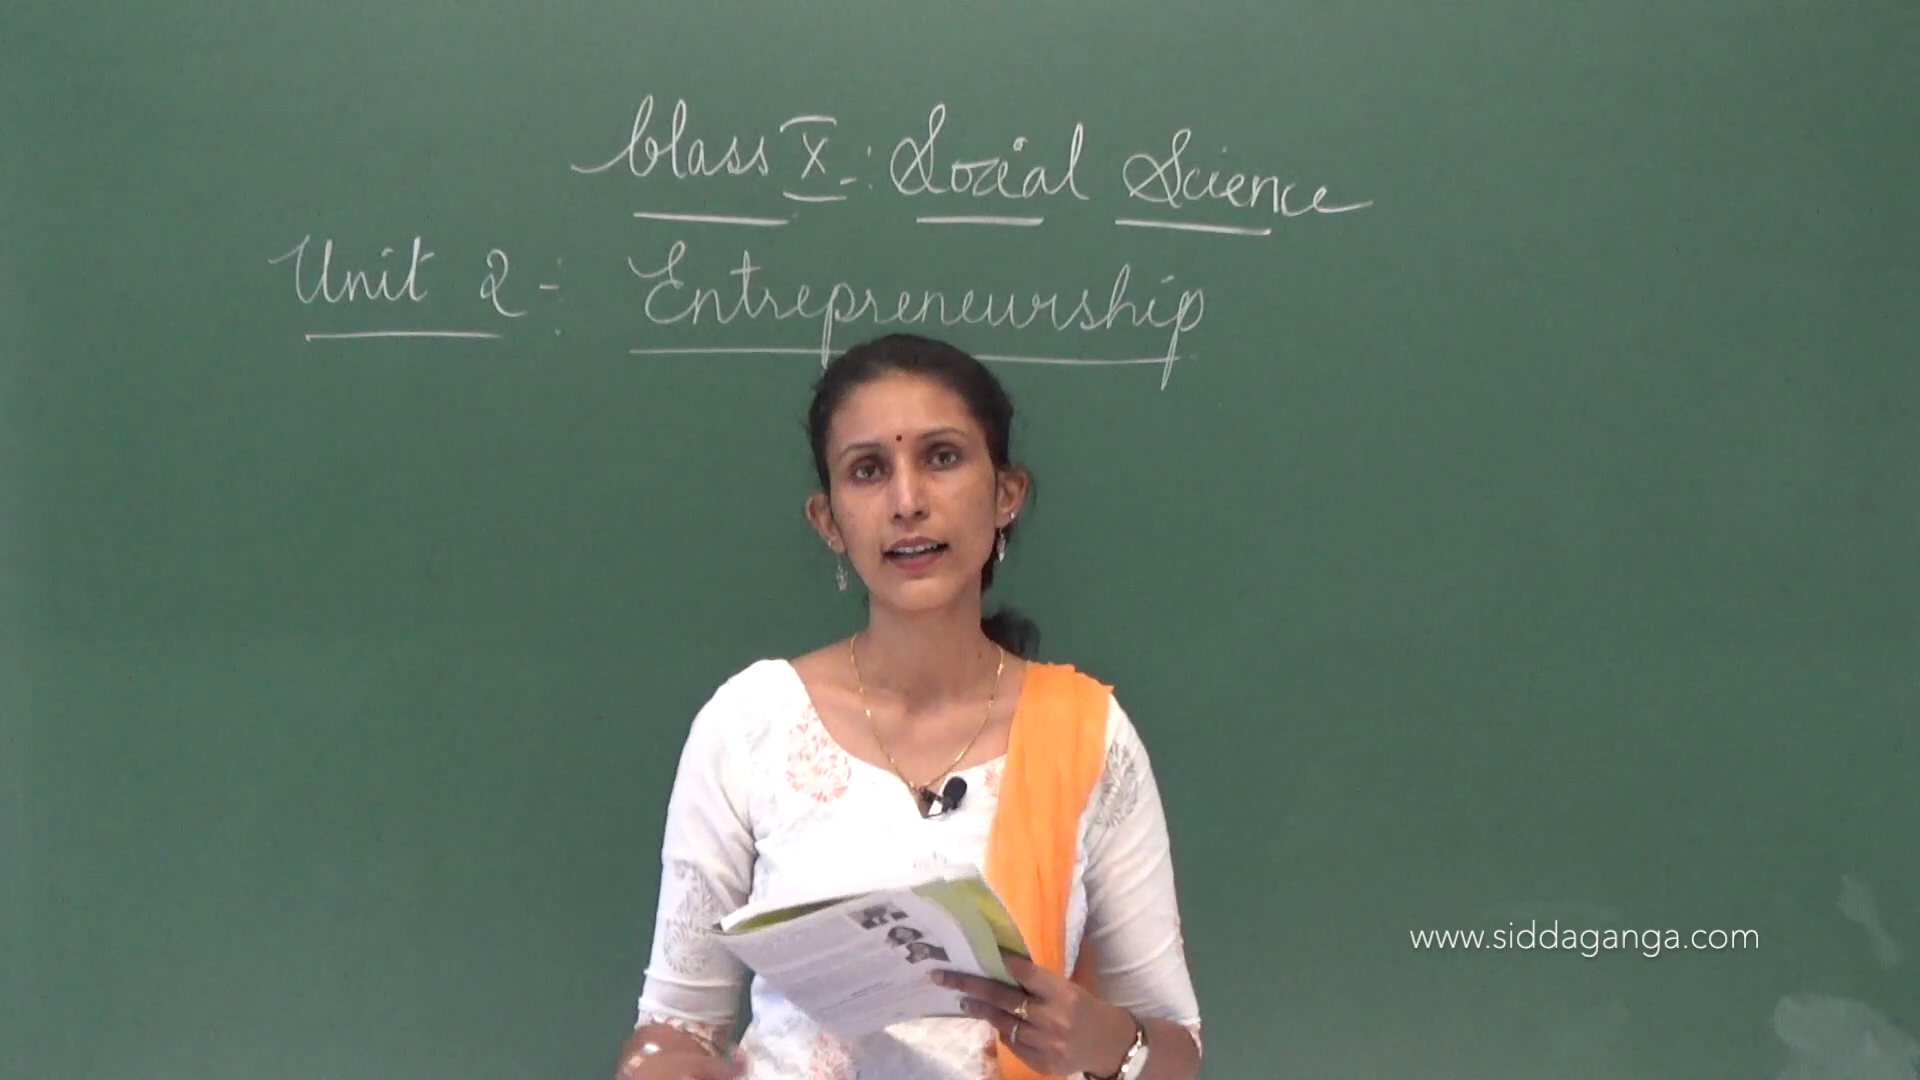 Class X : Social Science
Unit 2 : Entrepreneurship
www.siddaganga.com